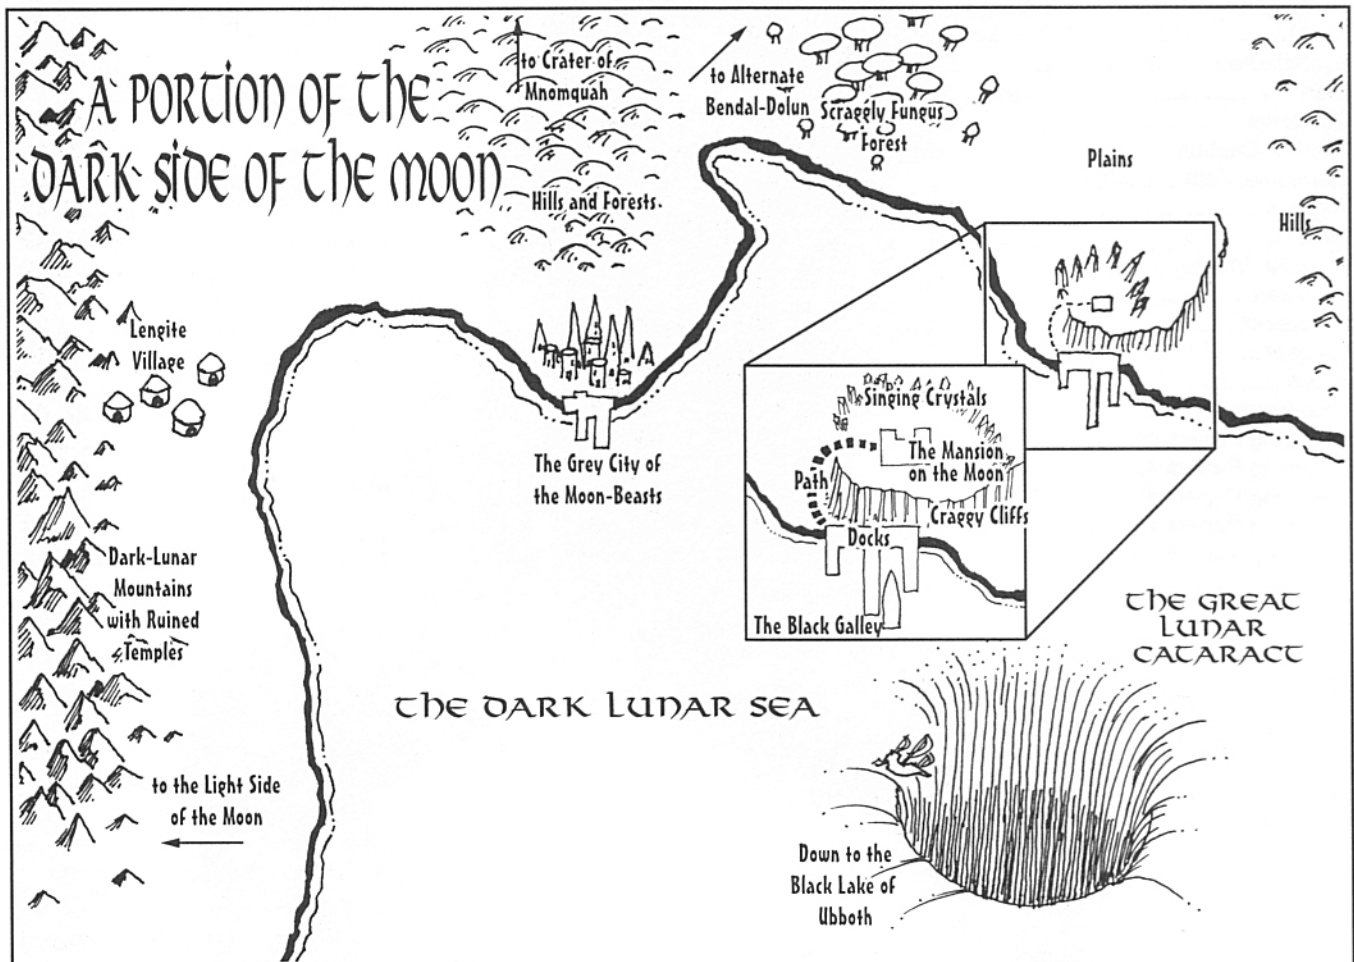 A PORTION OF THE
DARK SIDE OF THE MOON
to Crater of
Mnomquah
to Alternate
Bendal-Dolun
Scraggly Fungus
Forest
Plains
Hills and Forests
Hills
Lengite
Village
The Grey City of
the Moon-Beasts
Singing Crystals
The Mansion
on the Moon
Path
Craggy Cliffs
Docks
The Black Galley
Dark-Lunar
Mountains
with Ruined
Temples
THE GREAT
LUNAR
CATARACT
THE DARK LUNAR SEA
to the Light Side
of the Moon
Down to the
Black Lake of
Ubboth